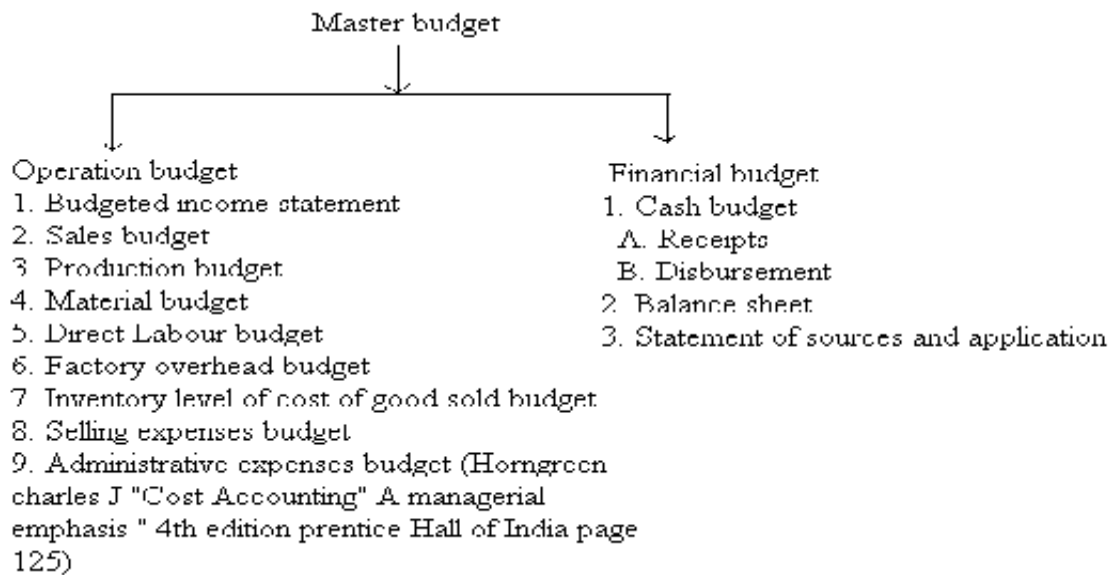 Master budget
Operation budget
1. Budgeted income statement
2. Sales budget
3. Production budget
4. Material budget
5. Direct Labour budget
6. Factory overhead budget
7. Inventory level of cost of good sold budget
8. Selling expenses budget
9. Administrative expenses budget (Horngreen
charles J "Cost Accounting" A managerial
emphasis " 4th edition prentice Hall of India page
125)
Financial budget
1. Cash budget
A. Receipts
B. Disbursement
2. Balance sheet
3. Statement of sources and application